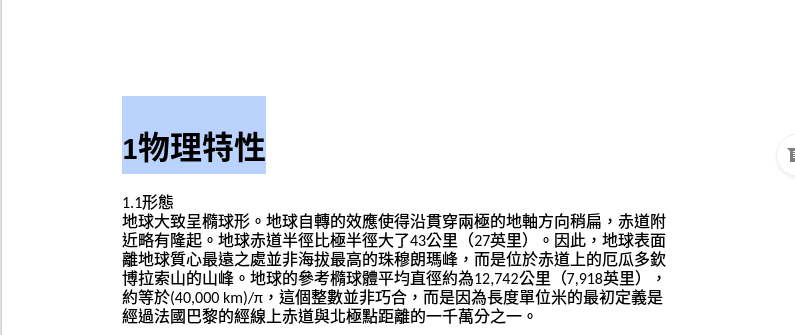 1物理特性
1.1形態
地球大致呈橢球形。地球自轉的效應使得沿貫穿兩極的地軸方向稍扁，赤道附
近略有隆起。地球赤道半徑比極半徑大了43公里（27英里）。因此，地球表面
離地球質心最遠之處並非海拔最高的珠穆朗瑪峰，而是位於赤道上的厄瓜多欽
博拉索山的山峰。地球的參考橢球體平均直徑約為12,742公里（7,918英里），
約等於(40,000 km)/π，這個整數並非巧合，而是因為長度單位米的最初定義是
經過法國巴黎的經線上赤道與北極點距離的一千萬分之一。